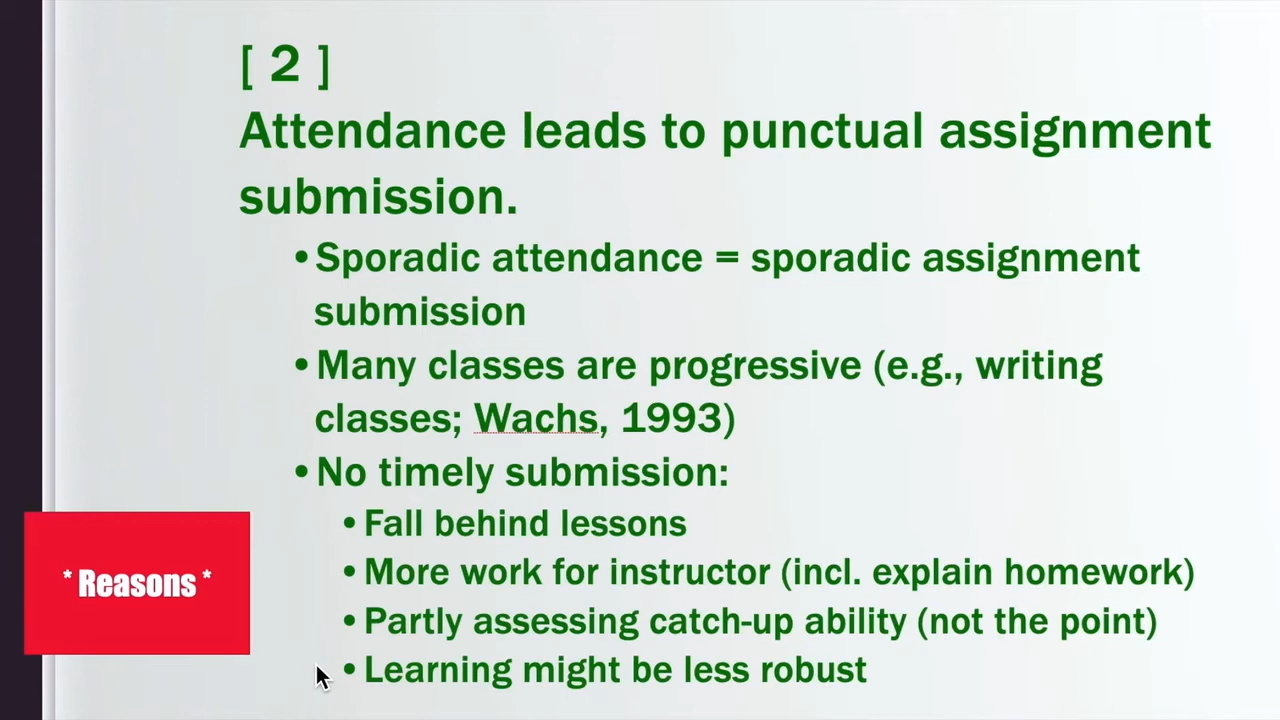 [ 2 ]
Attendance leads to punctual assignment
submission.
•Sporadic attendance = sporadic assignment
submission
•Many classes are progressive (e.g., writing
classes; Wachs, 1993)
•No timely submission:
•Fall behind lessons
•More work for instructor (incl. explain homework)
•Partly assessing catch-up ability (not the point)
•Learning might be less robust
* Reasons *